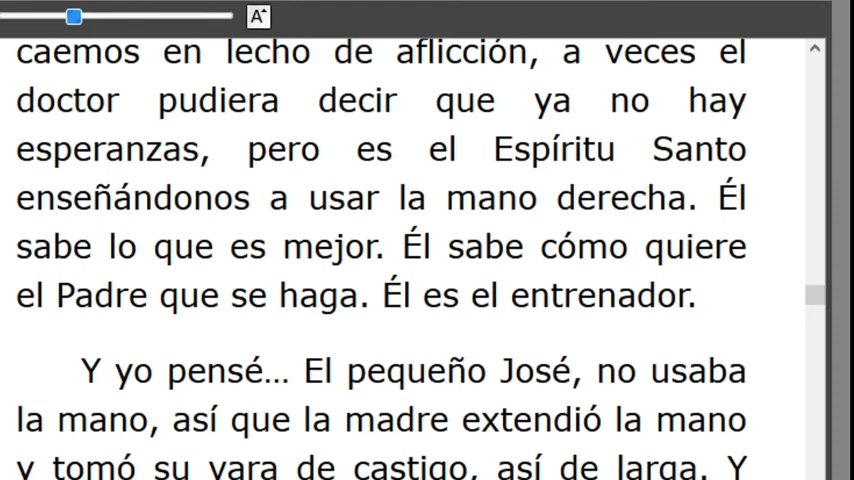 A
caemos en lecho de aflicción, a veces el
doctor pudiera decir que ya no hay
esperanzas, pero es el Espíritu Santo
enseñándonos a usar la mano derecha. Él
sabe lo que es mejor. Él sabe cómo quiere
el Padre que se haga. Él es el entrenador.
Y yo pensé... El pequeño José, no usaba
la mano, así que la madre extendió la mano
y tomó su vara de castigo, así de larga. Y